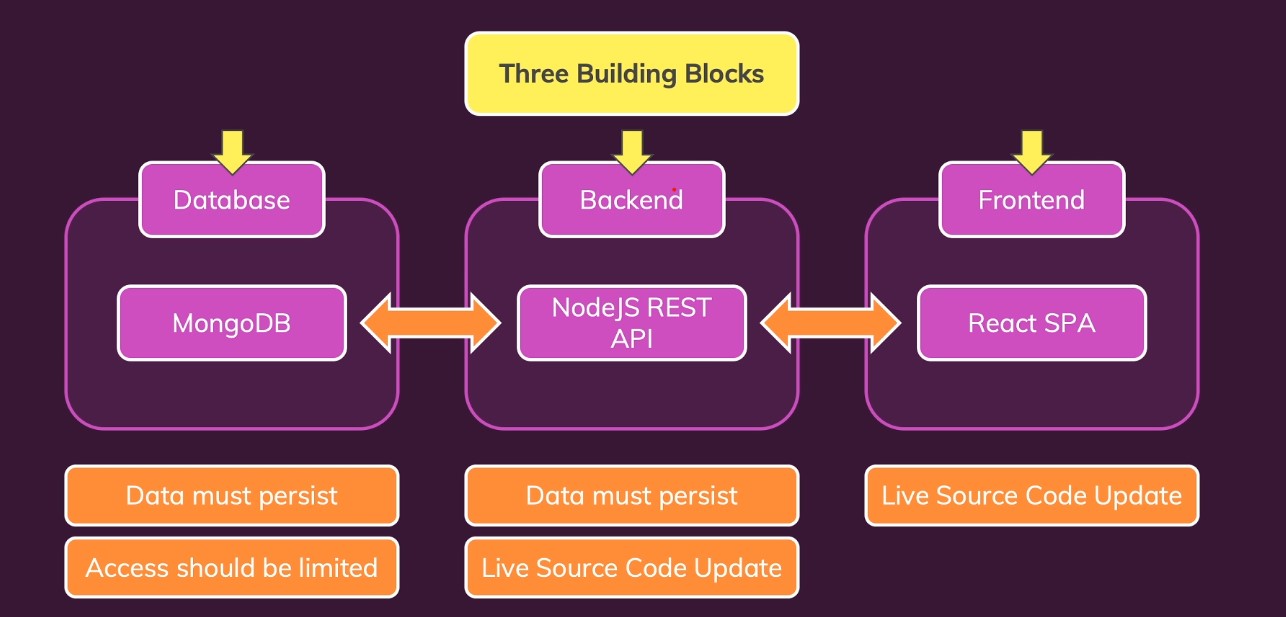 Three Building Blocks
Database
Backend
Frontend
MongoDB
NodeJS REST
API
React SPA
Data must persist
Data must persist
Live Source Code Update
Access should be limited
Live Source Code Update